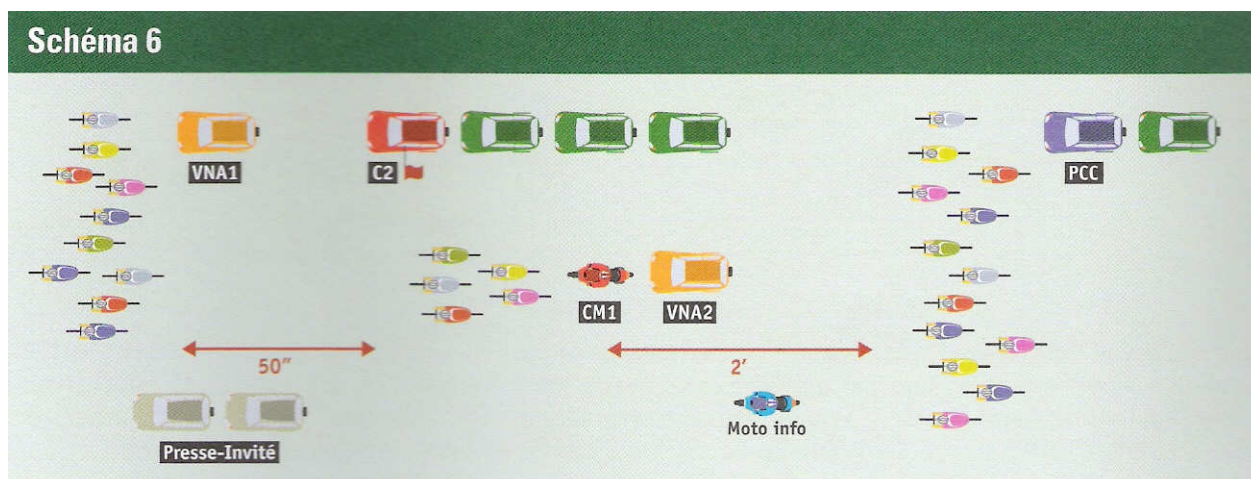 Schéma 6
VNA1
C2
PCC
CM1
VNA2
50"
2'
Moto info
Presse-Invité